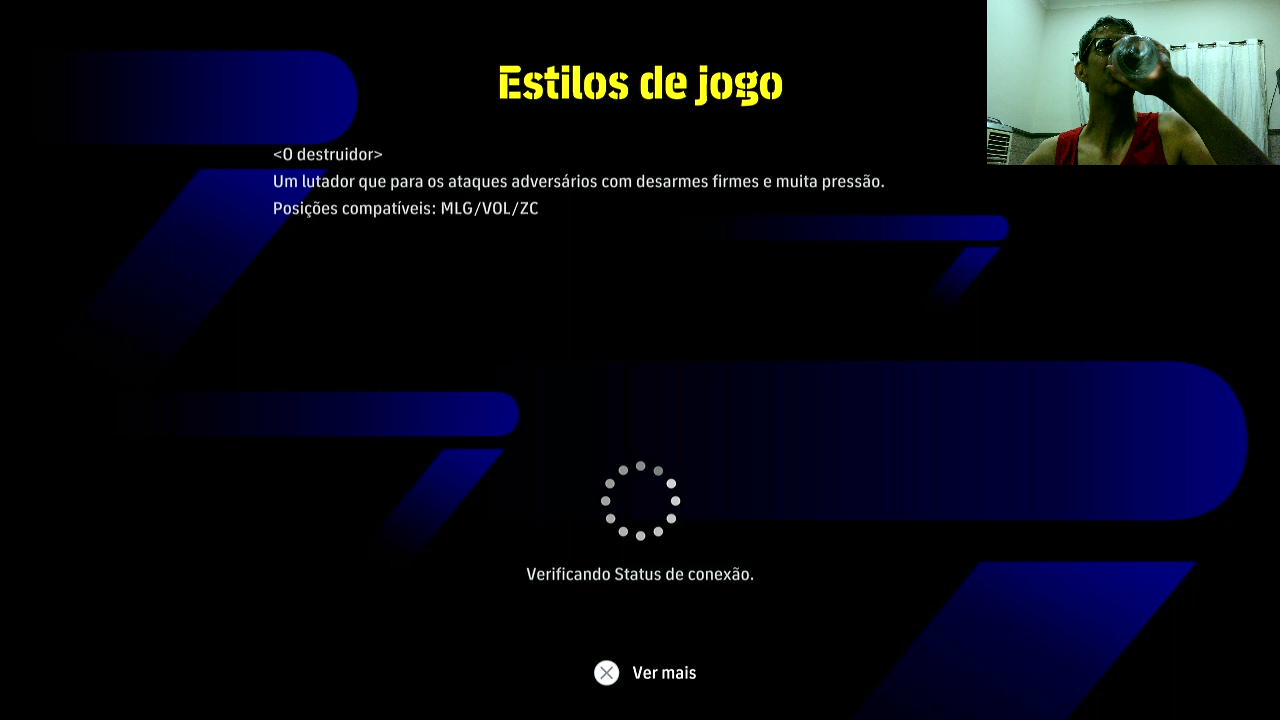 Estilos de jogo
<O destruidor>
Um lutador que para os ataques adversários com desarmes firmes e muita pressão.
Posições compatíveis: MLG/VOL/ZC
Verificando Status de conexão.
Ver mais